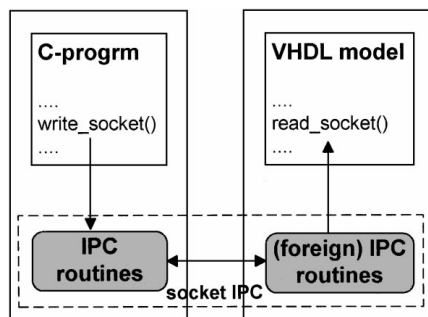 C-progrm
....
write_socket()
....
VHDL model
....
read_socket()
....
IPC
routines
(foreign) IPC
routines
socket IPC